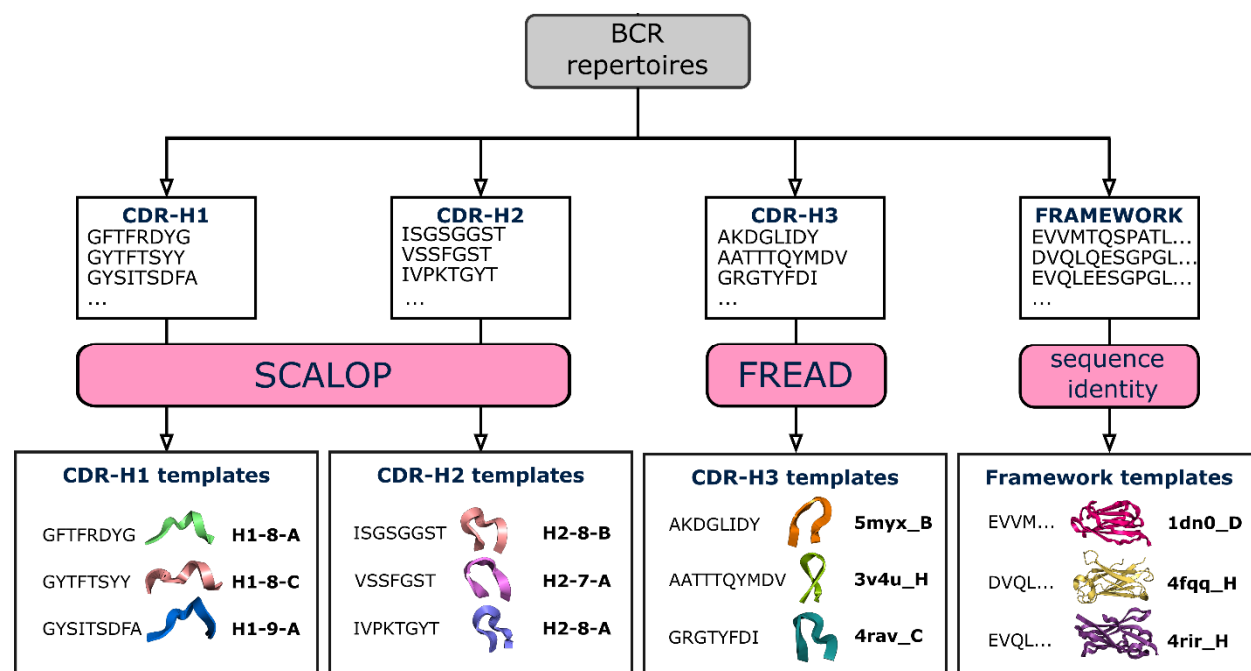 BCR
repertoires
CDR-H1
GFTFRDYG
GYTFTSYY
GYSITSDFA
...
CDR-H2
ISGSGGST
VSSFGST
IVPKTGYT
...
CDR-H3
AKDGLIDY
AATTTQYMDV
GRGTYFDI
...
FRAMEWORK
EVVMTQSPATL...
DVQLQESGPGL...
EVQLEESGPGL...
...
SCALOP
FREAD
sequence
identity
CDR-H1 templates
GFTFRDYG H1-8-A
GYTFTSYY H1-8-C
GYSITSDFA H1-9-A
CDR-H2 templates
ISGSGGST H2-8-B
VSSFGST H2-7-A
IVPKTGYT H2-8-A
CDR-H3 templates
AKDGLIDY 5myx_B
AATTTQYMDV 3v4u_H
GRGTYFDI 4rav_C
Framework templates
EVVM... 1dn0_D
DVQL... 4fqq_H
EVQL... 4rir_H